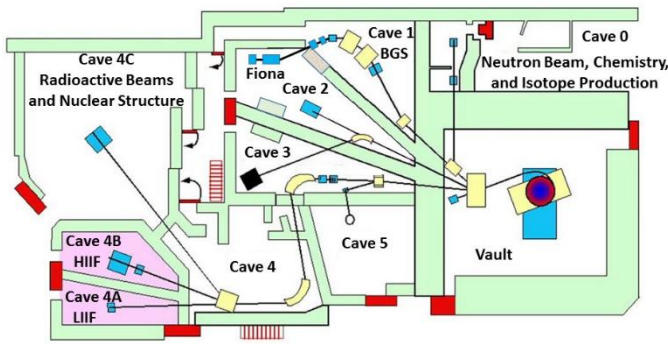 Cave 4C
Radioactive Beams
and Nuclear Structure
Fiona
Cave 1
BGS
Cave 2
Cave 3
Cave 0
Neutron Beam, Chemistry,
and Isotope Production
Cave 4B
HIIF
Cave 4A
LIIF
Cave 4
Cave 5
Vault